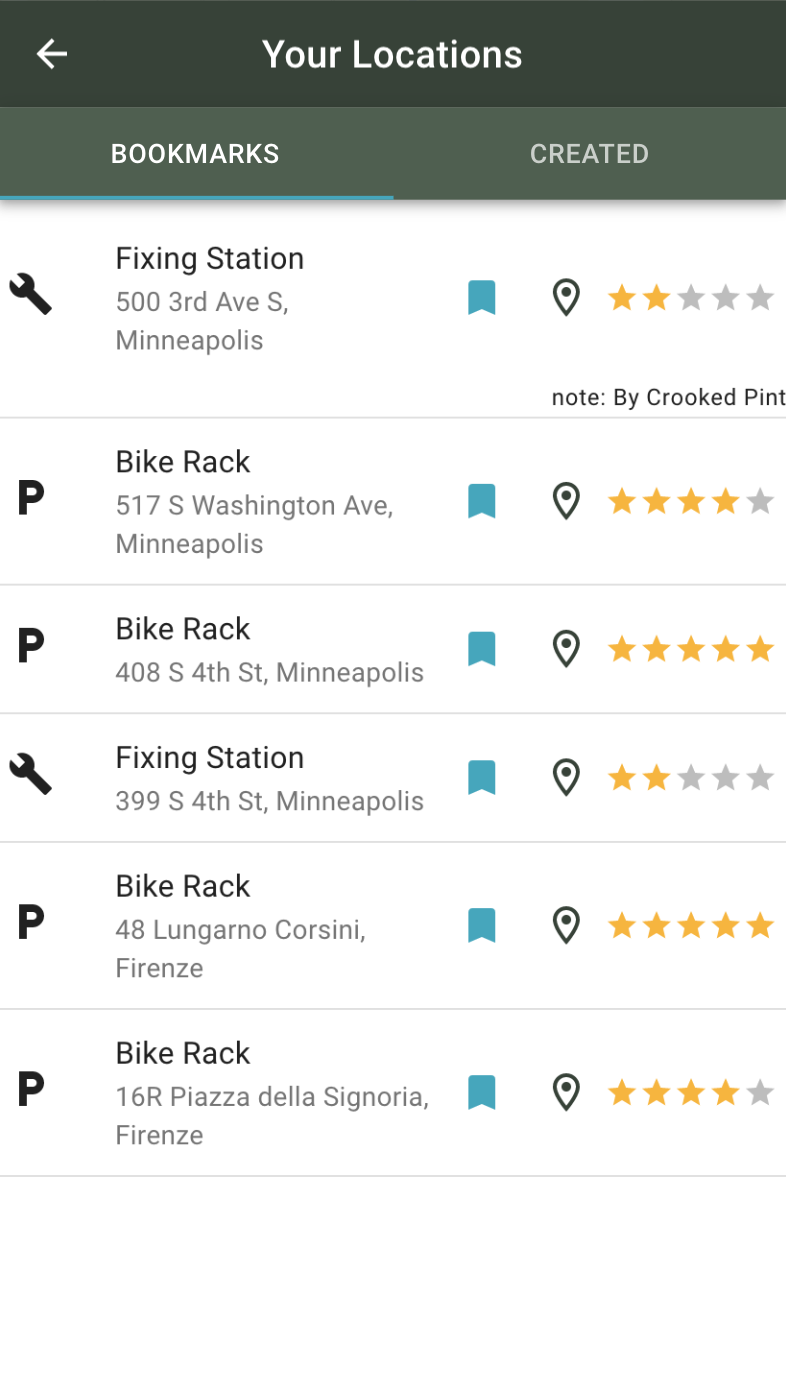 Your Locations
BOOKMARKS
CREATED
Fixing Station
500 3rd Ave S,
Minneapolis
note: By Crooked Pint
P
Bike Rack
517 S Washington Ave,
Minneapolis
P
Bike Rack
408 S 4th St, Minneapolis
Fixing Station
399 S 4th St, Minneapolis
P
Bike Rack
48 Lungarno Corsini,
Firenze
P
Bike Rack
16R Piazza della Signoria,
Firenze